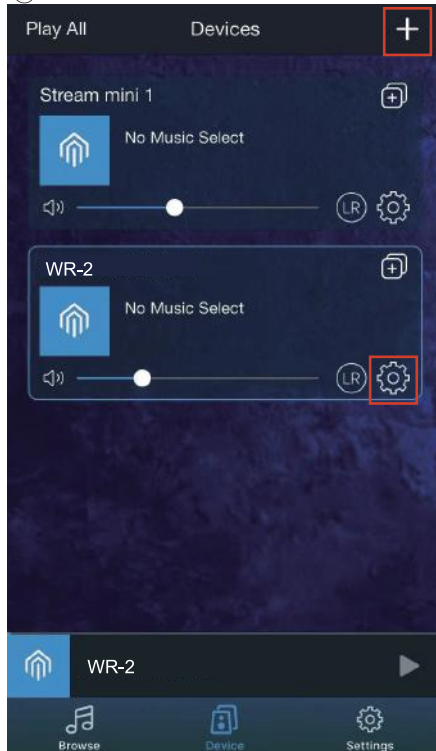 Play All Devices +
Stream mini 1
No Music Select
LR
WR-2
No Music Select
LR
WR-2
Browse Device Settings